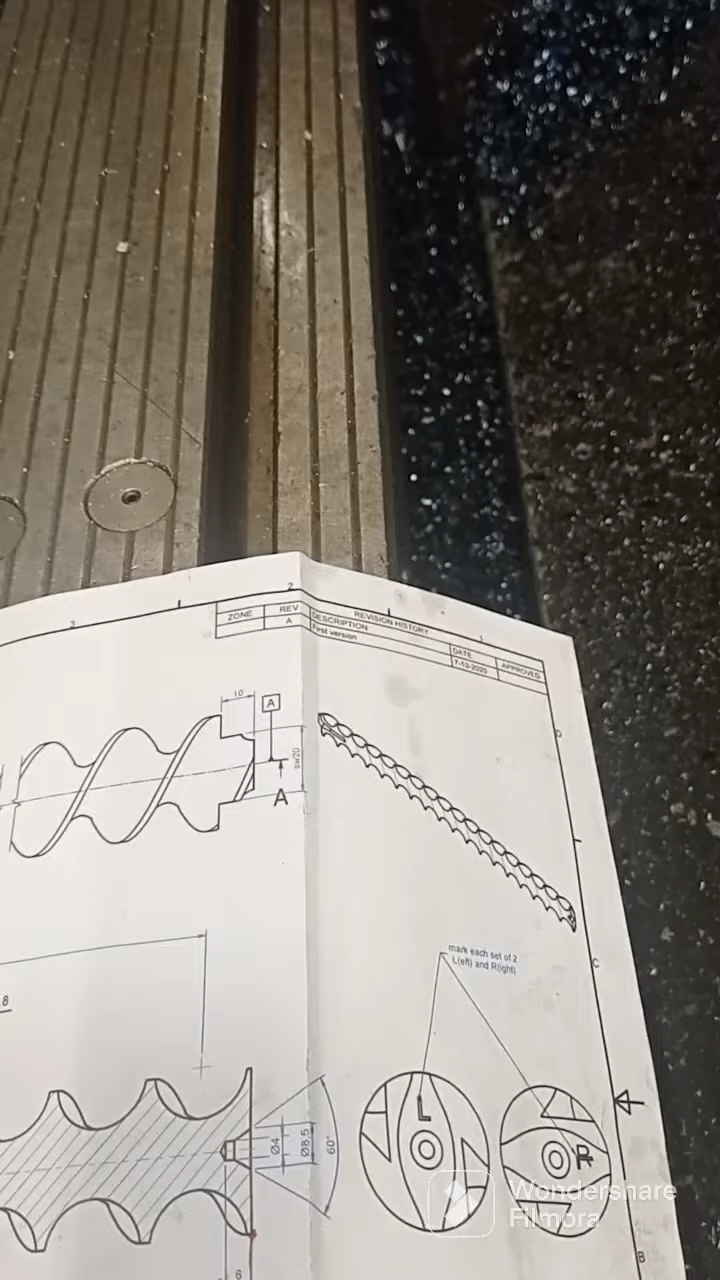 3
2
1
REVISION HISTORY
ZONE REV DESCRIPTION DATE APPROVED
A First version 7-10-2020
D
10
A
sw20
A
mark each set of 2
L(eft) and R(ight)
C
.8
L
R
Ø4
Ø8,5
60°
6
B
Wondershare
Filmora